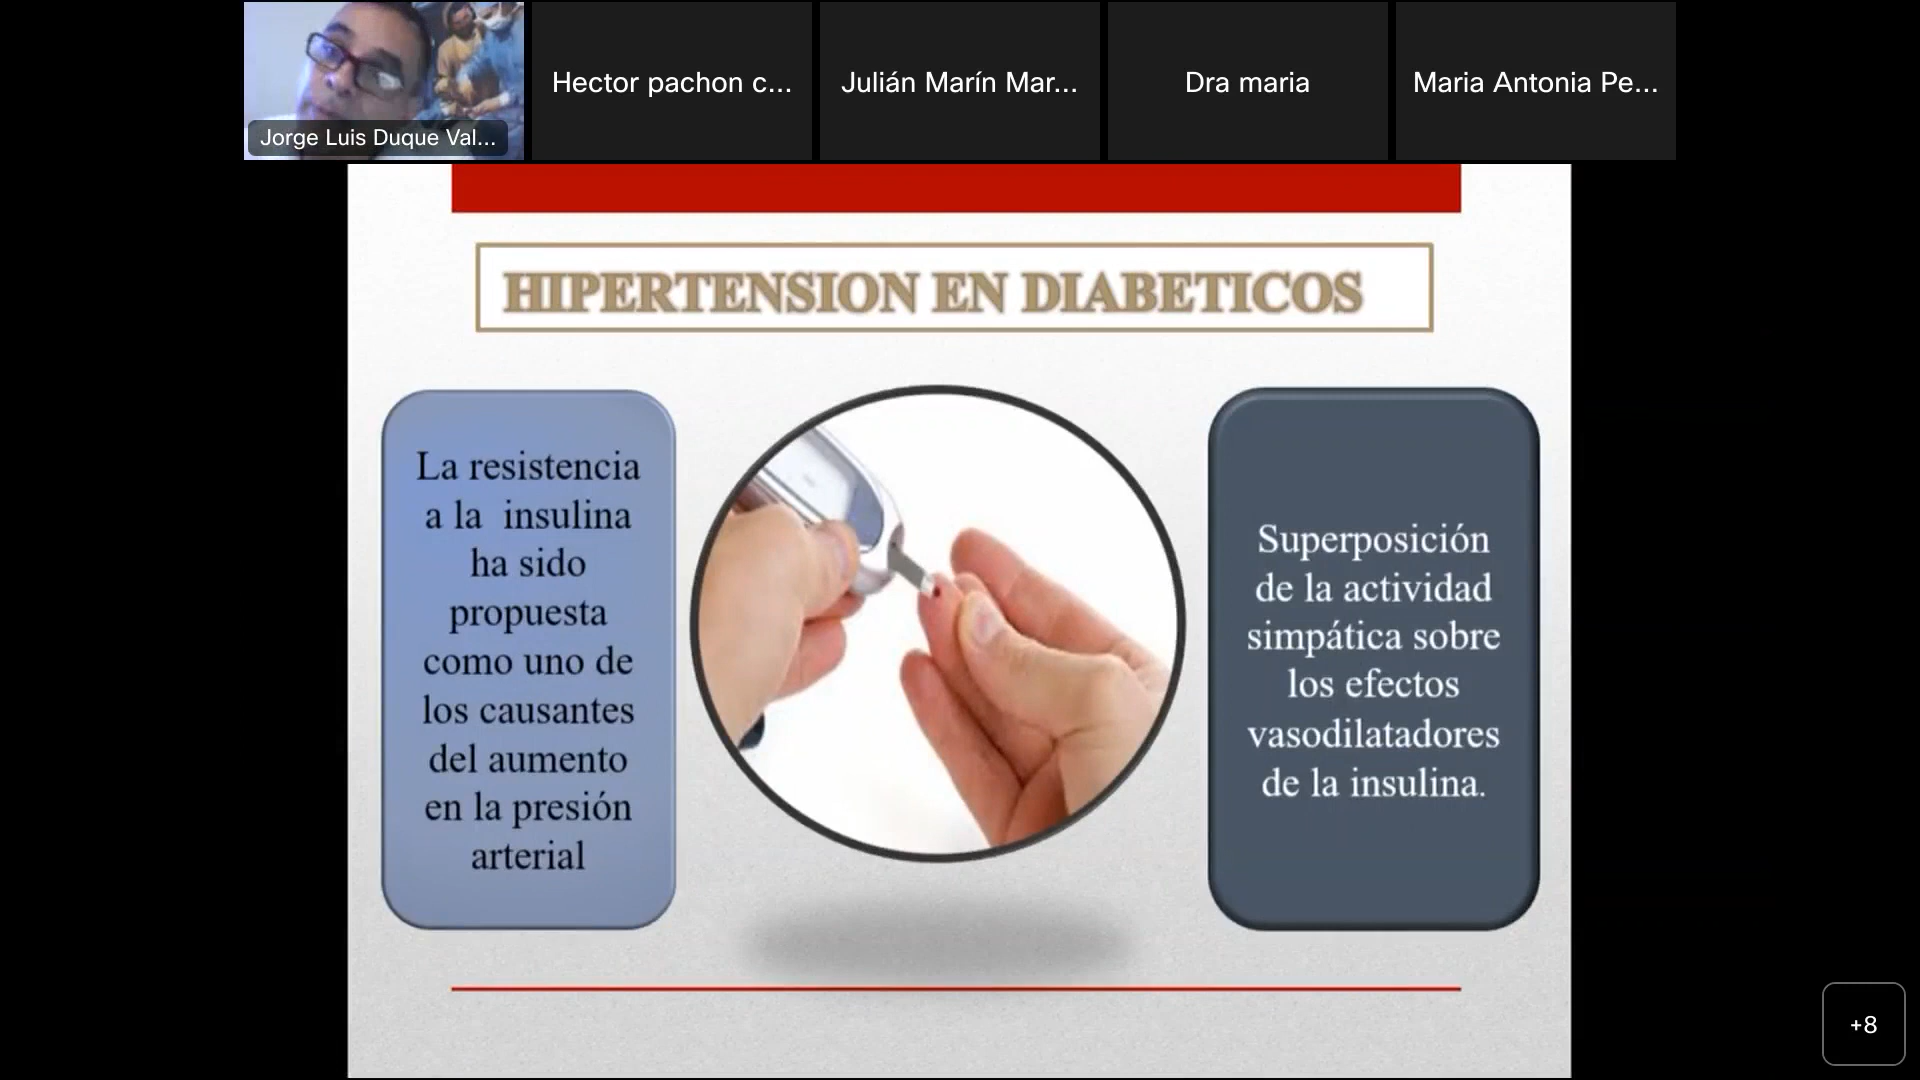 Hector pachon c...
Julián Marín Mar...
Dra maria
Maria Antonia Pe...
Jorge Luis Duque Val...
HIPERTENSION EN DIABETICOS
La resistencia
a la insulina
ha sido
propuesta
como uno de
los causantes
del aumento
en la presión
arterial
Superposición
de la actividad
simpática sobre
los efectos
vasodilatadores
de la insulina.
+8